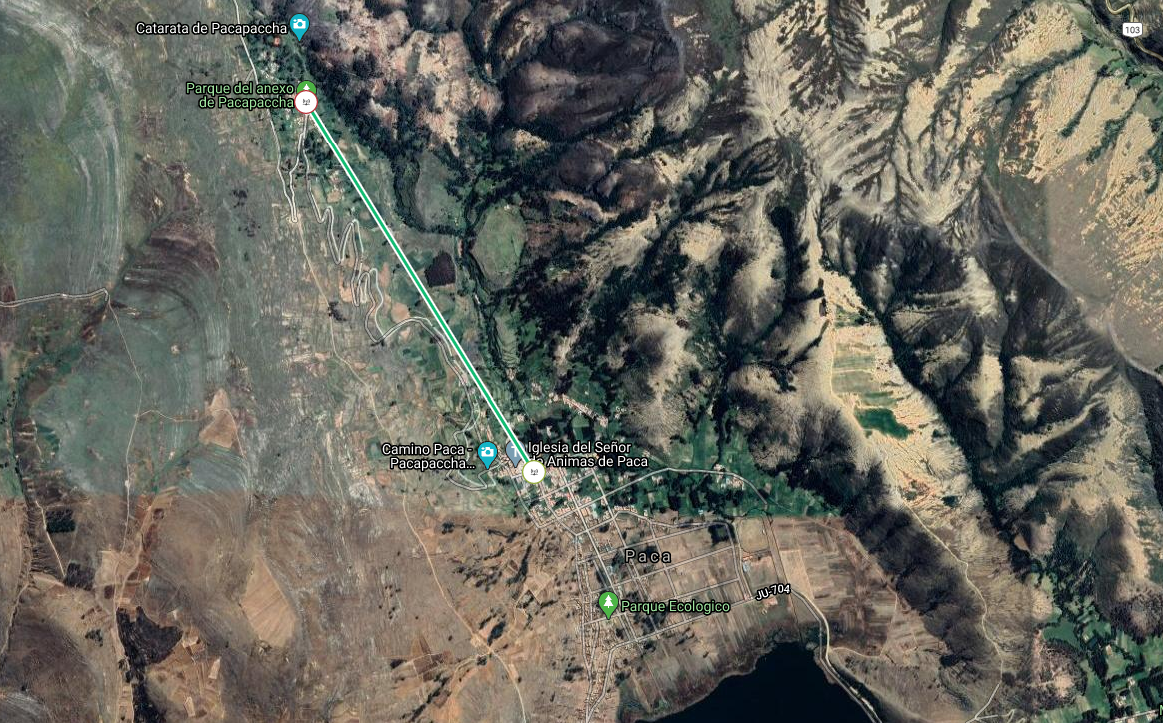 Catarata de Pacapaccha
103
Parque del anexo
de Pacapaccha
Camino Paca -
Pacapaccha...
Iglesia del Señor
de Animas de Paca
Paca
JU-704
Parque Ecologico